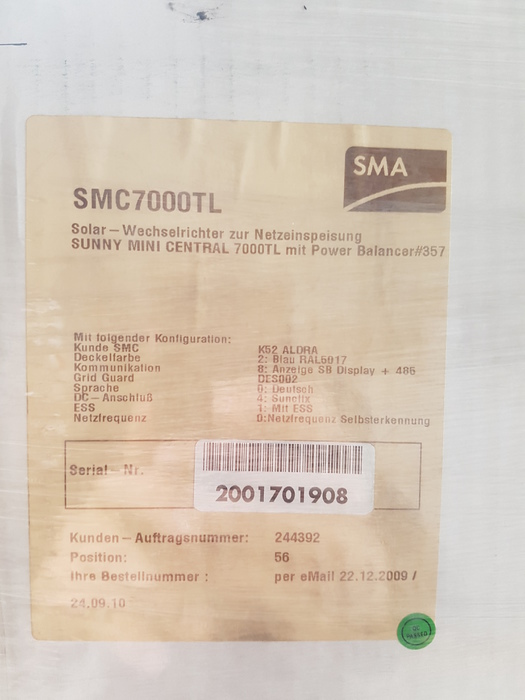 SMA
SMC7000TL
Solar-Wechselrichter zur Netzeinspeisung
SUNNY MINI CENTRAL 7000TL mit Power Balancer#357
Mit folgender Konfiguration:
Kunde SMC K52 ALDRA
Deckelfarbe 2: Blau RAL5017
Kommunikation 8: Anzeige SB Display + 485
Grid Guard DES002
Sprache 0: Deutsch
DC-Anschluß 4: Sunclix
ESS 1: Mit ESS
Netzfrequenz 0:Netzfrequenz Selbsterkennung
Serial-Nr. 2001701908
Kunden-Auftragsnummer: 244392
Position: 56
Ihre Bestellnummer : per eMail 22.12.2009 /
24.09.10